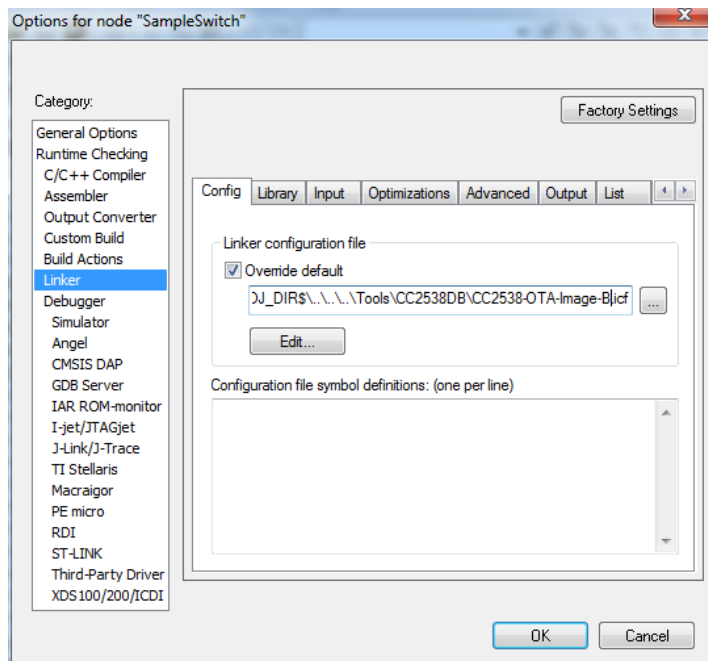 Options for node "SampleSwitch"
Category:
Factory Settings
General Options
Runtime Checking
C/C++ Compiler
Assembler
Output Converter
Custom Build
Build Actions
Linker
Debugger
Simulator
Angel
CMSIS DAP
GDB Server
IAR ROM-monitor
I-jet/JTAGjet
J-Link/J-Trace
TI Stellaris
Macraigor
PE micro
RDI
ST-LINK
Third-Party Driver
XDS100/200/ICDI
Config Library Input Optimizations Advanced Output List
Linker configuration file
Override default
OJ_DIR$\..\..\..\Tools\CC2538DB\CC2538-OTA-Image-B.icf ...
Edit...
Configuration file symbol definitions: (one per line)
OK Cancel